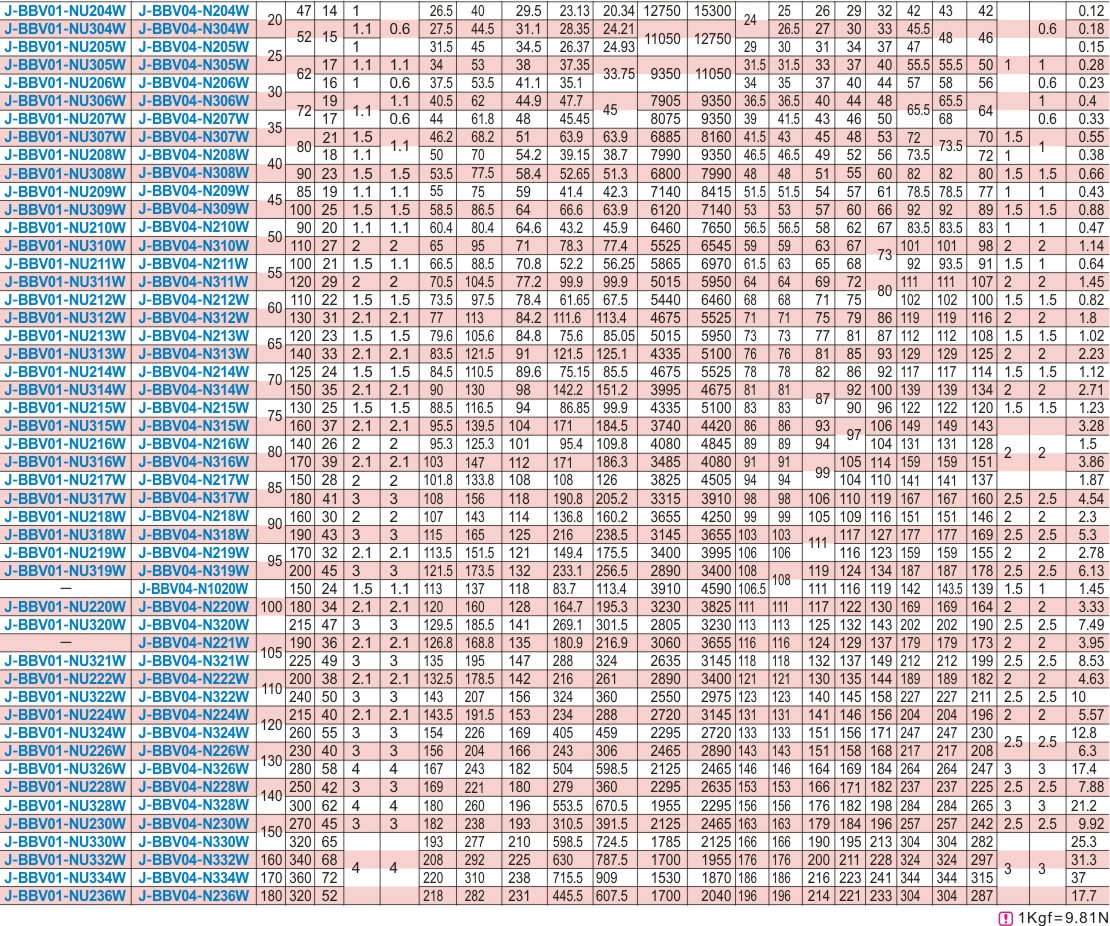 J-BBV01-NU204W J-BBV04-N204W 20 47 14 1 26.5 40 29.5 23.13 20.34 12750 15300 24 25 26 29 32 42 43 42 0.12
J-BBV01-NU304W J-BBV04-N304W 52 15 1.1 0.6 27.5 44.5 31.1 28.35 24.21 11050 12750 26.5 27 30 33 45.5 48 46 1 0.6 0.18
J-BBV01-NU205W J-BBV04-N205W 25 1 31.5 45 34.5 26.37 24.93 29 30 31 34 37 47 0.15
J-BBV01-NU305W J-BBV04-N305W 62 17 1.1 1.1 34 53 38 37.35 33.75 9350 11050 31.5 31.5 33 37 40 55.5 55.5 50 1 0.28
J-BBV01-NU206W J-BBV04-N206W 30 16 1 0.6 37.5 53.5 41.1 35.1 34 35 37 40 44 57 58 56 0.6 0.23
J-BBV01-NU306W J-BBV04-N306W 72 19 1.1 1.1 40.5 62 44.9 47.7 45 7905 9350 36.5 36.5 40 44 48 65.5 65.5 64 1 0.4
J-BBV01-NU207W J-BBV04-N207W 35 17 0.6 44 61.8 48 45.45 8075 9350 39 41.5 43 46 50 68 0.6 0.33
J-BBV01-NU307W J-BBV04-N307W 80 21 1.5 1.1 46.2 68.2 51 63.9 63.9 6885 8160 41.5 43 45 48 53 72 73.5 70 1.5 1 0.55
J-BBV01-NU208W J-BBV04-N208W 40 18 1.1 50 70 54.2 39.15 38.7 7990 9350 46.5 46.5 49 52 56 73.5 72 1 0.38
J-BBV01-NU308W J-BBV04-N308W 90 23 1.5 1.5 53.5 77.5 58.4 52.65 51.3 6800 7990 48 48 51 55 60 82 82 80 1.5 1.5 0.66
J-BBV01-NU209W J-BBV04-N209W 45 85 19 1.1 1.1 55 75 59 41.4 42.3 7140 8415 51.5 51.5 54 57 61 78.5 78.5 77 1 1 0.43
J-BBV01-NU309W J-BBV04-N309W 100 25 1.5 1.5 58.5 86.5 64 66.6 63.9 6120 7140 53 53 57 60 66 92 92 89 1.5 1.5 0.88
J-BBV01-NU210W J-BBV04-N210W 50 90 20 1.1 1.1 60.4 80.4 64.6 43.2 45.9 6460 7650 56.5 56.5 58 62 67 83.5 83.5 83 1 1 0.47
J-BBV01-NU310W J-BBV04-N310W 110 27 2 2 65 95 71 78.3 77.4 5525 6545 59 59 63 67 73 101 101 98 2 2 1.14
J-BBV01-NU211W J-BBV04-N211W 55 100 21 1.5 1.1 66.5 88.5 70.8 52.2 56.25 5865 6970 61.5 63 65 68 92 93.5 91 1.5 1 0.64
J-BBV01-NU311W J-BBV04-N311W 120 29 2 2 70.5 104.5 77.2 99.9 99.9 5015 5950 64 64 69 72 80 111 111 107 2 2 1.45
J-BBV01-NU212W J-BBV04-N212W 60 110 22 1.5 1.5 73.5 97.5 78.4 61.65 67.5 5440 6460 68 68 71 75 102 102 100 1.5 1.5 0.82
J-BBV01-NU312W J-BBV04-N312W 130 31 2.1 2.1 77 113 84.2 111.6 113.4 4675 5525 71 71 75 79 86 119 119 116 2 2 1.8
J-BBV01-NU213W J-BBV04-N213W 65 120 23 1.5 1.5 79.6 105.6 84.8 75.6 85.05 5015 5950 73 73 77 81 87 112 112 108 1.5 1.5 1.02
J-BBV01-NU313W J-BBV04-N313W 140 33 2.1 2.1 83.5 121.5 91 121.5 125.1 4335 5100 76 76 81 85 93 129 129 125 2 2 2.23
J-BBV01-NU214W J-BBV04-N214W 70 125 24 1.5 1.5 84.5 110.5 89.6 75.15 85.5 4675 5525 78 78 82 86 92 117 117 114 1.5 1.5 1.12
J-BBV01-NU314W J-BBV04-N314W 150 35 2.1 2.1 90 130 98 142.2 151.2 3995 4675 81 81 87 92 100 139 139 134 2 2 2.71
J-BBV01-NU215W J-BBV04-N215W 75 130 25 1.5 1.5 88.5 116.5 94 86.85 99.9 4335 5100 83 83 90 96 122 122 120 1.5 1.5 1.23
J-BBV01-NU315W J-BBV04-N315W 160 37 2.1 2.1 95.5 139.5 104 171 184.5 3740 4420 86 86 93 97 106 149 149 143 3.28
J-BBV01-NU216W J-BBV04-N216W 80 140 26 2 2 95.3 125.3 101 95.4 109.8 4080 4845 89 89 94 104 131 131 128 2 2 1.5
J-BBV01-NU316W J-BBV04-N316W 170 39 2.1 2.1 103 147 112 171 186.3 3485 4080 91 91 99 105 114 159 159 151 3.86
J-BBV01-NU217W J-BBV04-N217W 85 150 28 2 2 101.8 133.8 108 108 126 3825 4505 94 94 104 110 141 141 137 1.87
J-BBV01-NU317W J-BBV04-N317W 180 41 3 3 108 156 118 190.8 205.2 3315 3910 98 98 106 110 119 167 167 160 2.5 2.5 4.54
J-BBV01-NU218W J-BBV04-N218W 90 160 30 2 2 107 143 114 136.8 160.2 3655 4250 99 99 105 109 116 151 151 146 2 2 2.3
J-BBV01-NU318W J-BBV04-N318W 190 43 3 3 115 165 125 216 238.5 3145 3655 103 103 111 117 127 177 177 169 2.5 2.5 5.3
J-BBV01-NU219W J-BBV04-N219W 95 170 32 2.1 2.1 113.5 151.5 121 149.4 175.5 3400 3995 106 106 116 123 159 159 155 2 2 2.78
J-BBV01-NU319W J-BBV04-N319W 200 45 3 3 121.5 173.5 132 233.1 256.5 2890 3400 108 108 119 124 134 187 187 178 2.5 2.5 6.13
— J-BBV04-N1020W 150 24 1.5 1.1 113 137 118 83.7 113.4 3910 4590 106.5 111 116 119 142 143.5 139 1.5 1 1.45
J-BBV01-NU220W J-BBV04-N220W 100 180 34 2.1 2.1 120 160 128 164.7 195.3 3230 3825 111 111 117 122 130 169 169 164 2 2 3.33
J-BBV01-NU320W J-BBV04-N320W 215 47 3 3 129.5 185.5 141 269.1 301.5 2805 3230 113 113 125 132 143 202 202 190 2.5 2.5 7.49
— J-BBV04-N221W 105 190 36 2.1 2.1 126.8 168.8 135 180.9 216.9 3060 3655 116 116 124 129 137 179 179 173 2 2 3.95
J-BBV01-NU321W J-BBV04-N321W 225 49 3 3 135 195 147 288 324 2635 3145 118 118 132 137 149 212 212 199 2.5 2.5 8.53
J-BBV01-NU222W J-BBV04-N222W 110 200 38 2.1 2.1 132.5 178.5 142 216 261 2890 3400 121 121 130 135 144 189 189 182 2 2 4.63
J-BBV01-NU322W J-BBV04-N322W 240 50 3 3 143 207 156 324 360 2550 2975 123 123 140 145 158 227 227 211 2.5 2.5 10
J-BBV01-NU224W J-BBV04-N224W 120 215 40 2.1 2.1 143.5 191.5 153 234 288 2720 3145 131 131 141 146 156 204 204 196 2 2 5.57
J-BBV01-NU324W J-BBV04-N324W 260 55 3 3 154 226 169 405 459 2295 2720 133 133 151 156 171 247 247 230 2.5 2.5 12.8
J-BBV01-NU226W J-BBV04-N226W 130 230 40 3 3 156 204 166 243 306 2465 2890 143 143 151 158 168 217 217 208 6.3
J-BBV01-NU326W J-BBV04-N326W 280 58 4 4 167 243 182 504 598.5 2125 2465 146 146 164 169 184 264 264 247 3 3 17.4
J-BBV01-NU228W J-BBV04-N228W 140 250 42 3 3 169 221 180 279 360 2295 2635 153 153 166 171 182 237 237 225 2.5 2.5 7.88
J-BBV01-NU328W J-BBV04-N328W 300 62 4 4 180 260 196 553.5 670.5 1955 2295 156 156 176 182 198 284 284 265 3 3 21.2
J-BBV01-NU230W J-BBV04-N230W 150 270 45 3 3 182 238 193 310.5 391.5 2125 2465 163 163 179 184 196 257 257 242 2.5 2.5 9.92
J-BBV01-NU330W J-BBV04-N330W 320 65 193 277 210 598.5 724.5 1785 2125 166 166 190 195 213 304 304 282 25.3
J-BBV01-NU332W J-BBV04-N332W 160 340 68 4 4 208 292 225 630 787.5 1700 1955 176 176 200 211 228 324 324 297 3 3 31.3
J-BBV01-NU334W J-BBV04-N334W 170 360 72 220 310 238 715.5 909 1530 1870 186 186 216 223 241 344 344 315 37
J-BBV01-NU236W J-BBV04-N236W 180 320 52 218 282 231 445.5 607.5 1700 2040 196 196 214 221 233 304 304 287 17.7
! 1Kgf=9.81N